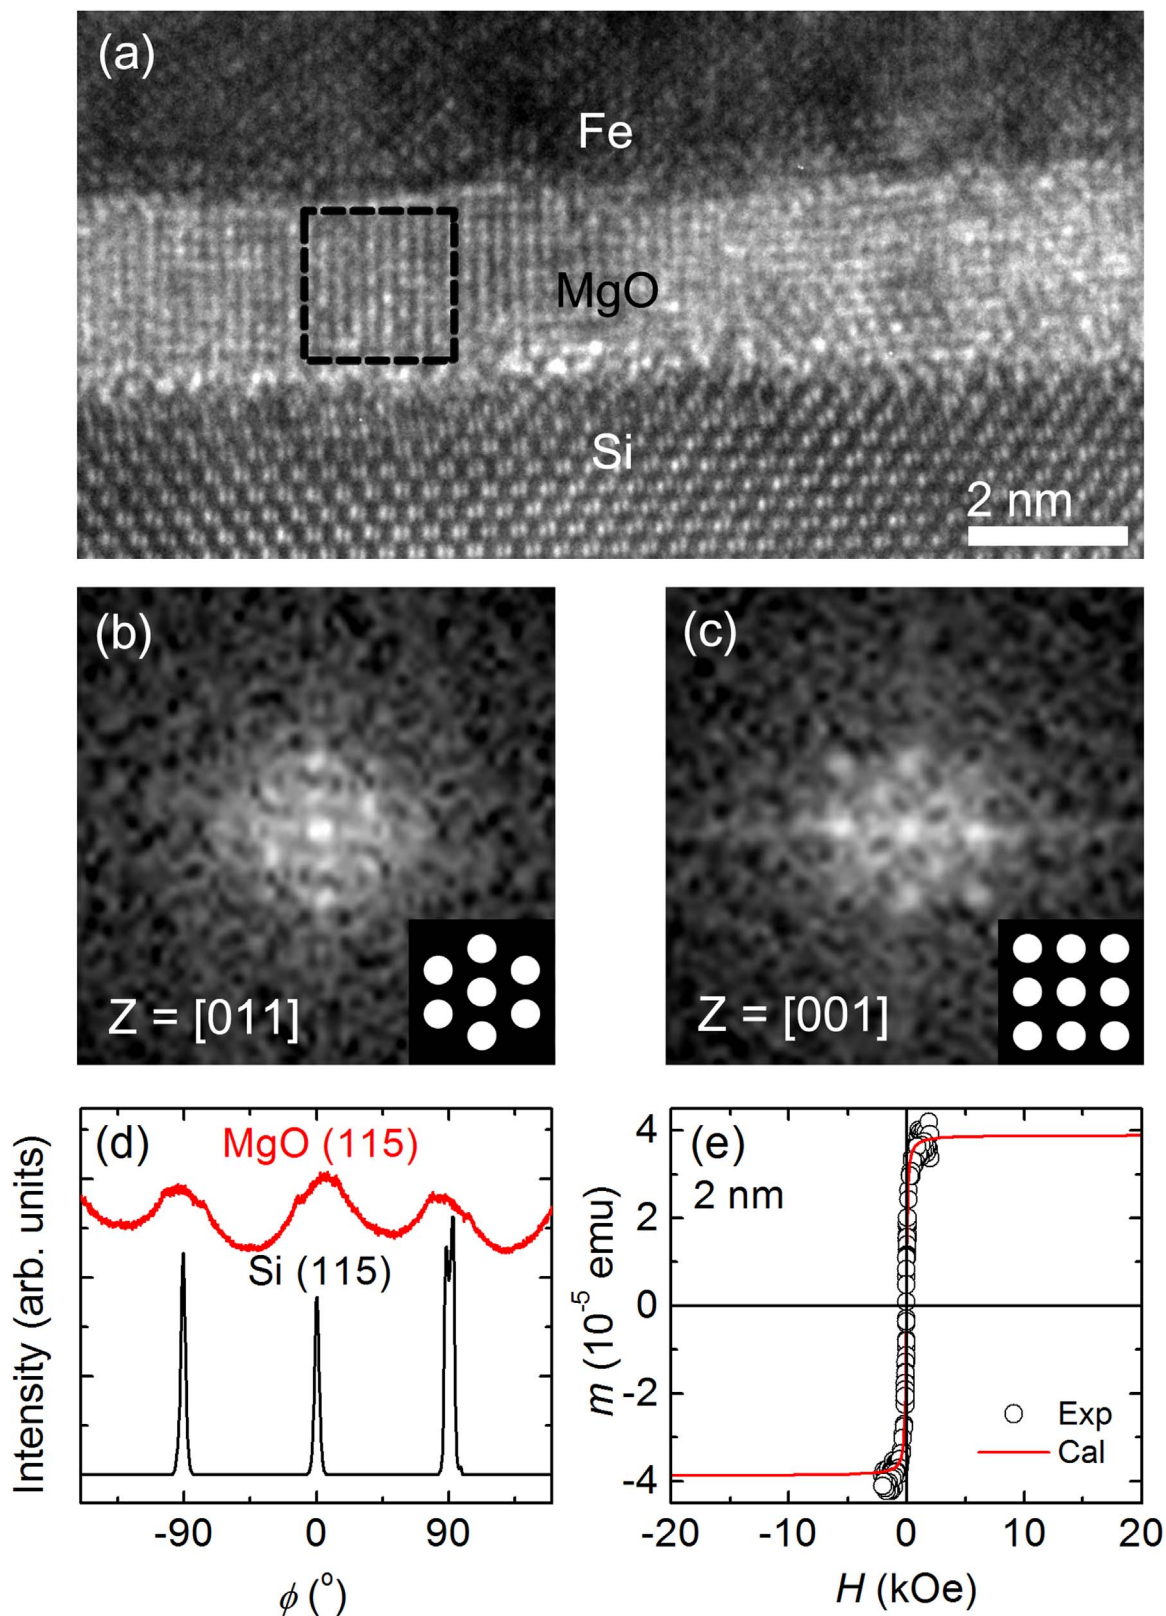 (a)
Fe
MgO
Si
2 nm
(b)
Z = [011]
(c)
Z = [001]
(d)
MgO (115)
Si (115)
Intensity (arb. units)
-90
0
90
ϕ (°)
(e)
2 nm
4
2
0
-2
-4
m (10⁻⁵ emu)
Exp
Cal
-20
-10
0
10
20
H (kOe)